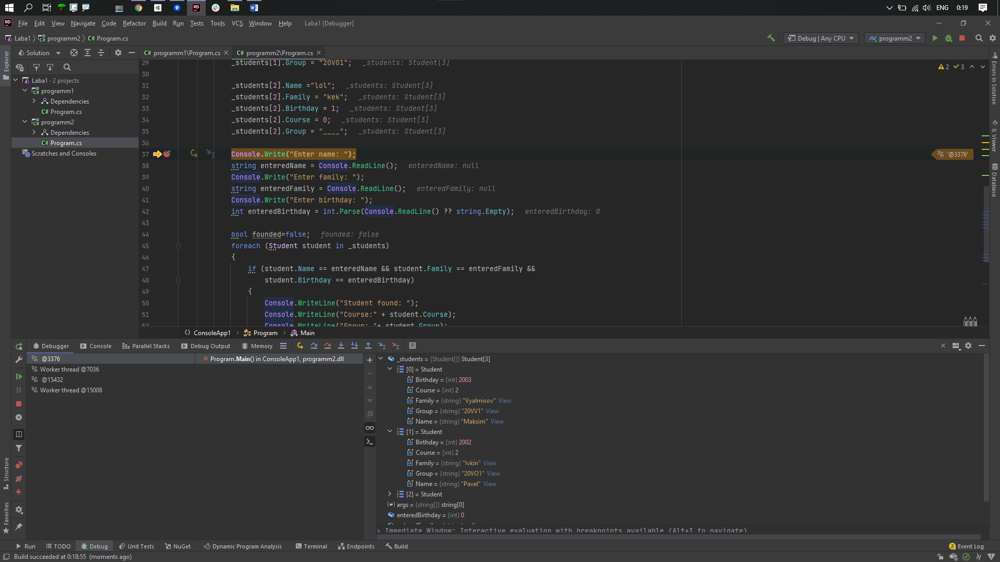 ENG 0:19
File Edit View Navigate Code Refactor Build Run Tests Tools VCS Window Help Laba1 [Debugger]
Laba1 programm2 C# Program.cs Debug | Any CPU programm2
Solution C# programm1\Program.cs C# programm2\Program.cs
Explorer
Laba1 · 2 projects
programm1
Dependencies
C# Program.cs
programm2
Dependencies
C# Program.cs
Scratches and Consoles
2 3
29 _students[1].Group = "20VO1"; _students: Student[3]
30
31 _students[2].Name ="lol"; _students: Student[3]
32 _students[2].Family = "kek"; _students: Student[3]
33 _students[2].Birthday = 1; _students: Student[3]
34 _students[2].Course = 0; _students: Student[3]
35 _students[2].Group = "____"; _students: Student[3]
36
37 Console.Write("Enter name: "); '@3376'
38 string enteredName = Console.ReadLine(); enteredName: null
39 Console.Write("Enter family: ");
40 string enteredFamily = Console.ReadLine(); enteredFamily: null
41 Console.Write("Enter birthday: ");
42 int enteredBirthday = int.Parse(Console.ReadLine() ?? string.Empty); enteredBirthday: 0
43
44 bool founded=false; founded: false
45 foreach (Student student in _students)
46 {
47 if (student.Name == enteredName && student.Family == enteredFamily &&
48 student.Birthday == enteredBirthday)
49 {
50 Console.WriteLine("Student found: ");
51 Console.WriteLine("Course:" + student.Course);
52 Console.WriteLine("Group: "+ student.Group);
Errors In Solution
IL Viewer
Database
ConsoleApp1 Program Main
Debugger Console Parallel Stacks Debug Output Memory
@3376
Worker thread @7036
@15432
Worker thread @15008
Program.Main() in ConsoleApp1, programm2.dll
_students = {Student[]} Student[3]
[0] = Student
Birthday = {int} 2003
Course = {int} 2
Family = {string} "Vyalmisov" View
Group = {string} "20VV1" View
Name = {string} "Maksim" View
[1] = Student
Birthday = {int} 2002
Course = {int} 2
Family = {string} "Ivkin" View
Group = {string} "20VO1" View
Name = {string} "Pavel" View
[2] = Student
args = {string[]} string[0]
enteredBirthday = {int} 0
> Immediate Window: Interactive evaluation with breakpoints available (Alt+I to navigate)
Structure
Favorites
Run TODO Debug Unit Tests NuGet Dynamic Program Analysis Terminal Endpoints Build 2 Event Log
Build succeeded at 0:18:55 (moments ago)